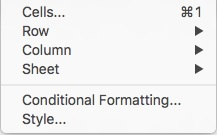 Cells... ⌘1
Row ▶
Column ▶
Sheet ▶
Conditional Formatting...
Style...